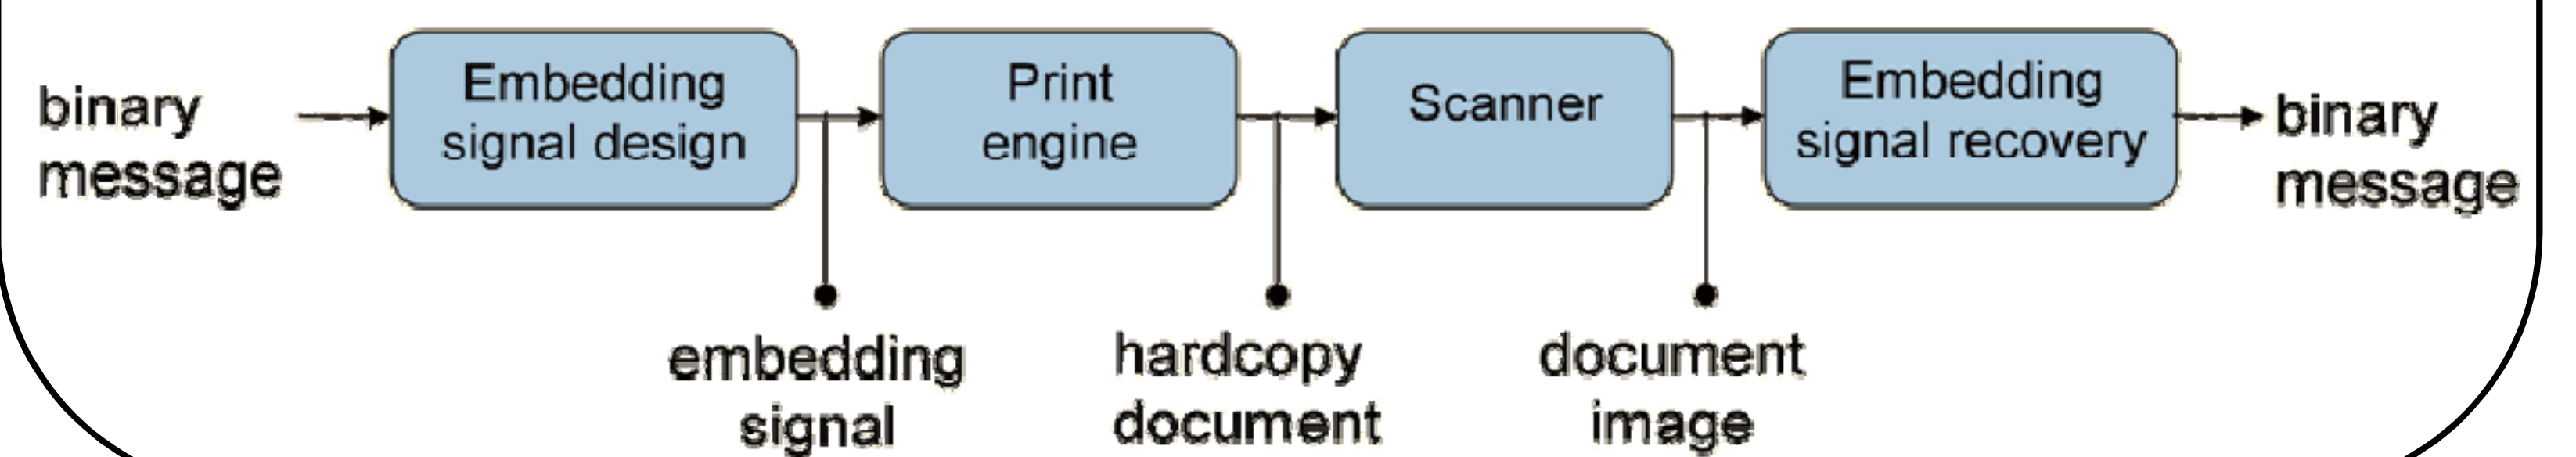 binary
message
Embedding
signal design
Print
engine
Scanner
Embedding
signal recovery
binary
message
embedding
signal
hardcopy
document
document
image